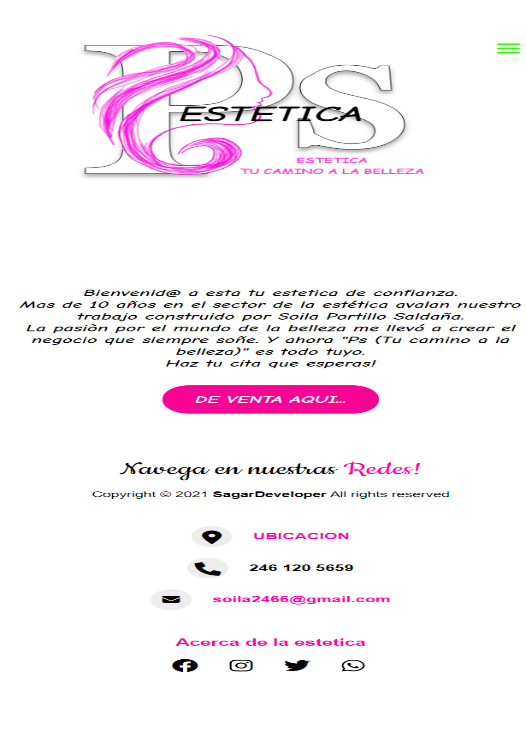 Ps
ESTETICA
ESTETICA
TU CAMINO A LA BELLEZA
Bienvenid@ a esta tu estetica de confianza.
Mas de 10 años en el sector de la estética avalan nuestro
trabajo construido por Soila Portillo Saldaña.
La pasiòn por el mundo de la belleza me llevó a crear el
negocio que siempre soñe. Y ahora "Ps (Tu camino a la
belleza)" es todo tuyo.
Haz tu cita que esperas!
DE VENTA AQUI...
Navega en nuestras Redes!
Copyright © 2021 SagarDeveloper All rights reserved
UBICACION
246 120 5659
soila2466@gmail.com
Acerca de la estetica